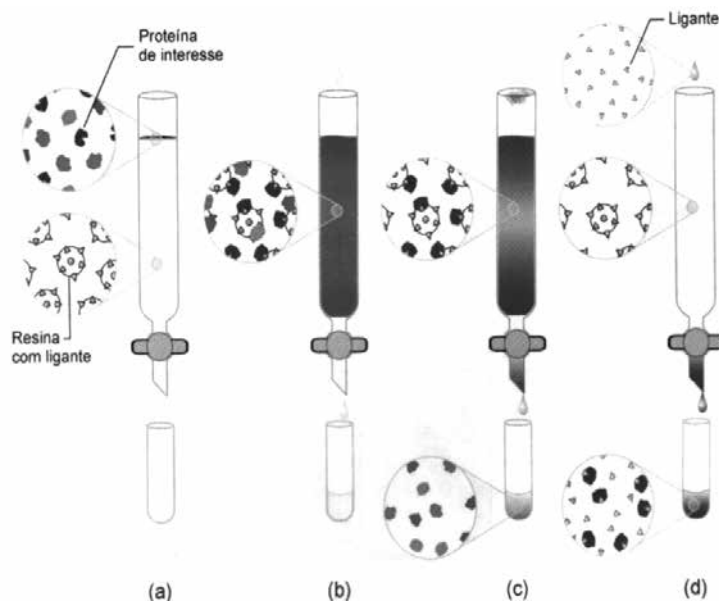 Proteína
de interesse
Ligante
Resina
com ligante
(a)
(b)
(c)
(d)